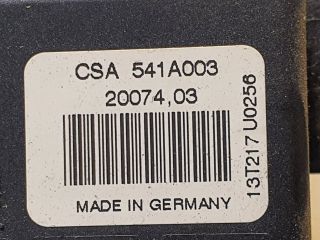 CSA 541A003
20074,03
MADE IN GERMANY
13T217 U0256